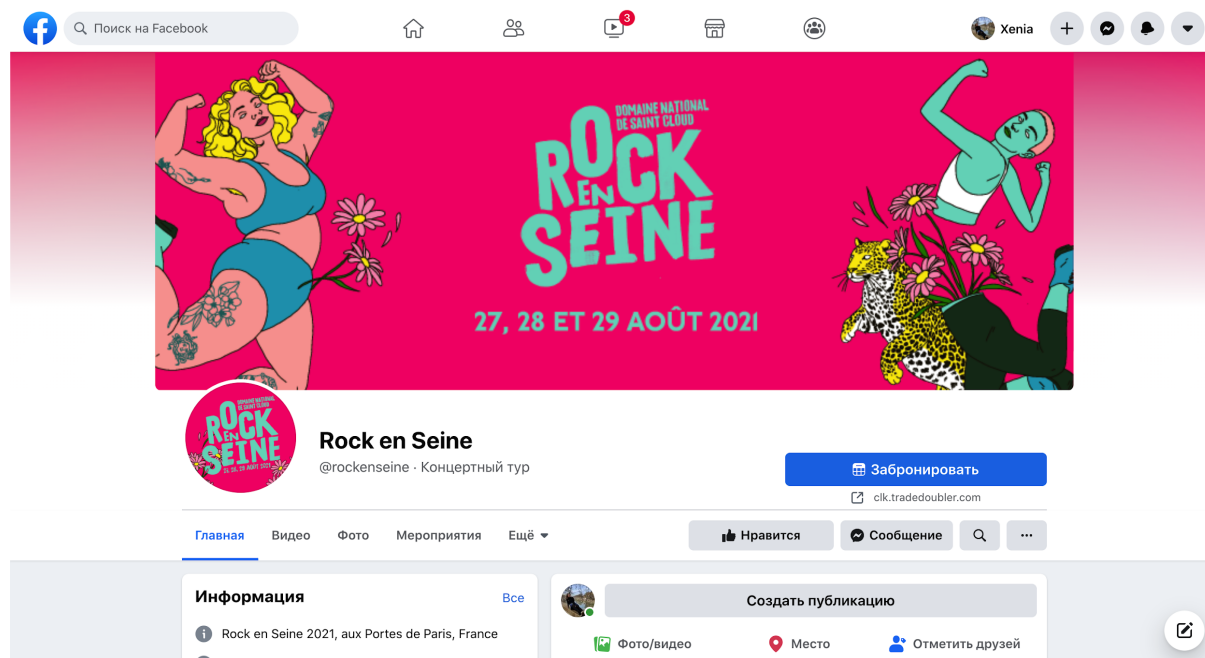 Поиск на Facebook
3
Xenia
DOMAINE NATIONAL
DE SAINT CLOUD
ROCK
EN
SEINE
27, 28 ET 29 AOÛT 2021
DOMAINE NATIONAL
DE SAINT CLOUD
ROCK
EN
SEINE
27, 28, 29 AOÛT 2021
Rock en Seine
@rockenseine · Концертный тур
Забронировать
clk.tradedoubler.com
Главная Видео Фото Мероприятия Ещё
Нравится Сообщение
Информация Все
Rock en Seine 2021, aux Portes de Paris, France
Создать публикацию
Фото/видео Место Отметить друзей